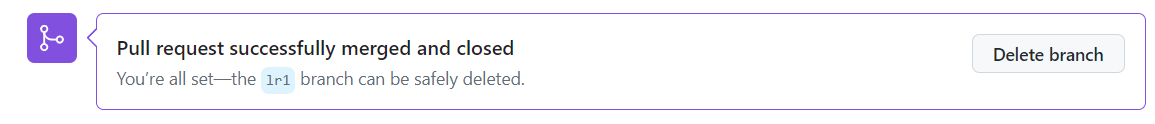 Pull request successfully merged and closed
Delete branch
You’re all set—the lr1 branch can be safely deleted.